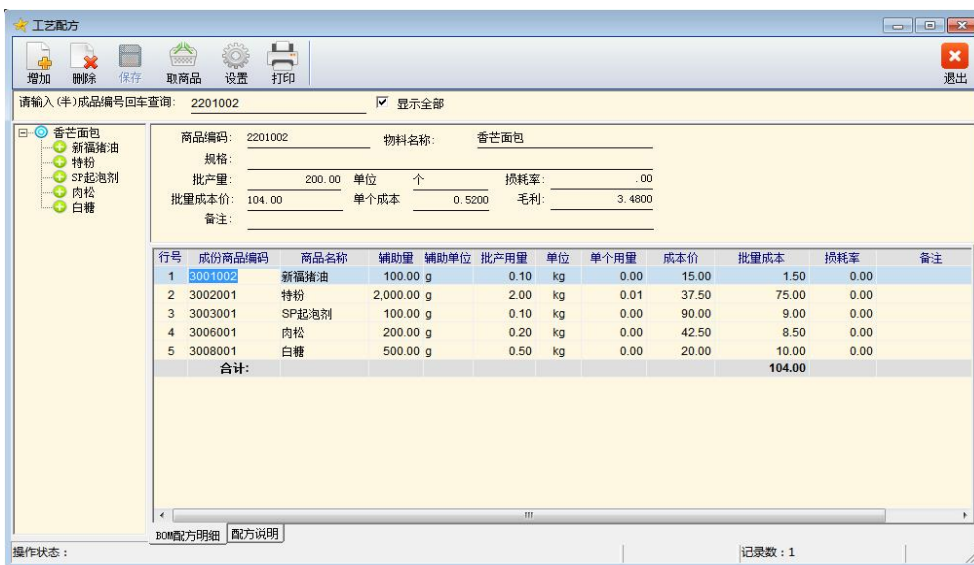 工艺配方
增加 删除 保存 取商品 设置 打印 退出
请输入(半)成品编号回车查询: 2201002 显示全部
香芒面包
新福猪油
特粉
SP起泡剂
肉松
白糖
商品编码: 2201002 物料名称: 香芒面包
规格:
批产量: 200.00 单位 个 损耗率: .00
批量成本价: 104.00 单个成本 0.5200 毛利: 3.4800
备注:
行号 成份商品编码 商品名称 辅助量 辅助单位 批产用量 单位 单个用量 成本价 批量成本 损耗率 备注
1 3001002 新福猪油 100.00 g 0.10 kg 0.00 15.00 1.50 0.00
2 3002001 特粉 2,000.00 g 2.00 kg 0.01 37.50 75.00 0.00
3 3003001 SP起泡剂 100.00 g 0.10 kg 0.00 90.00 9.00 0.00
4 3006001 肉松 200.00 g 0.20 kg 0.00 42.50 8.50 0.00
5 3008001 白糖 500.00 g 0.50 kg 0.00 20.00 10.00 0.00
合计: 104.00
BOM配方明细 配方说明
操作状态: 记录数:1